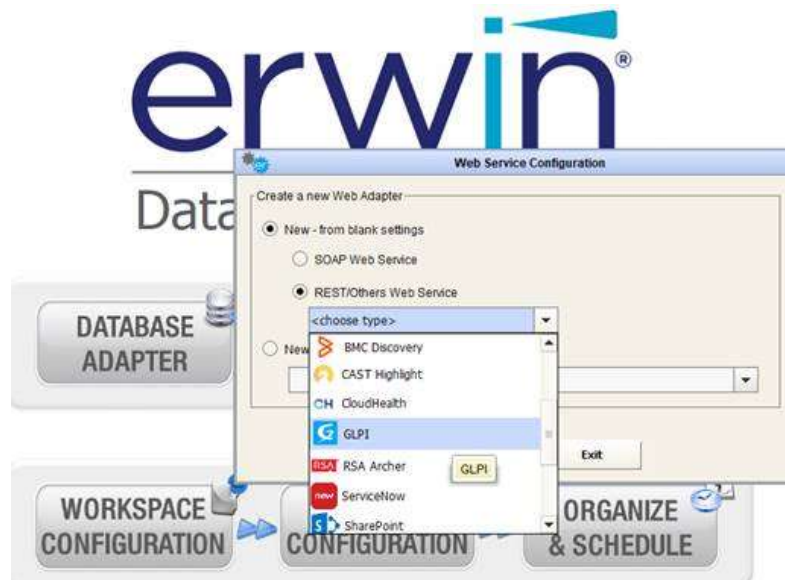 erwin®
Data
Web Service Configuration
Create a new Web Adapter
New - from blank settings
SOAP Web Service
REST/Others Web Service
<choose type>
New
BMC Discovery
CAST Highlight
CH CloudHealth
GLPI
RSA RSA Archer
GLPI
now ServiceNow
S SharePoint
Exit
DATABASE
ADAPTER
WORKSPACE
CONFIGURATION
CONFIGURATION
ORGANIZE
& SCHEDULE